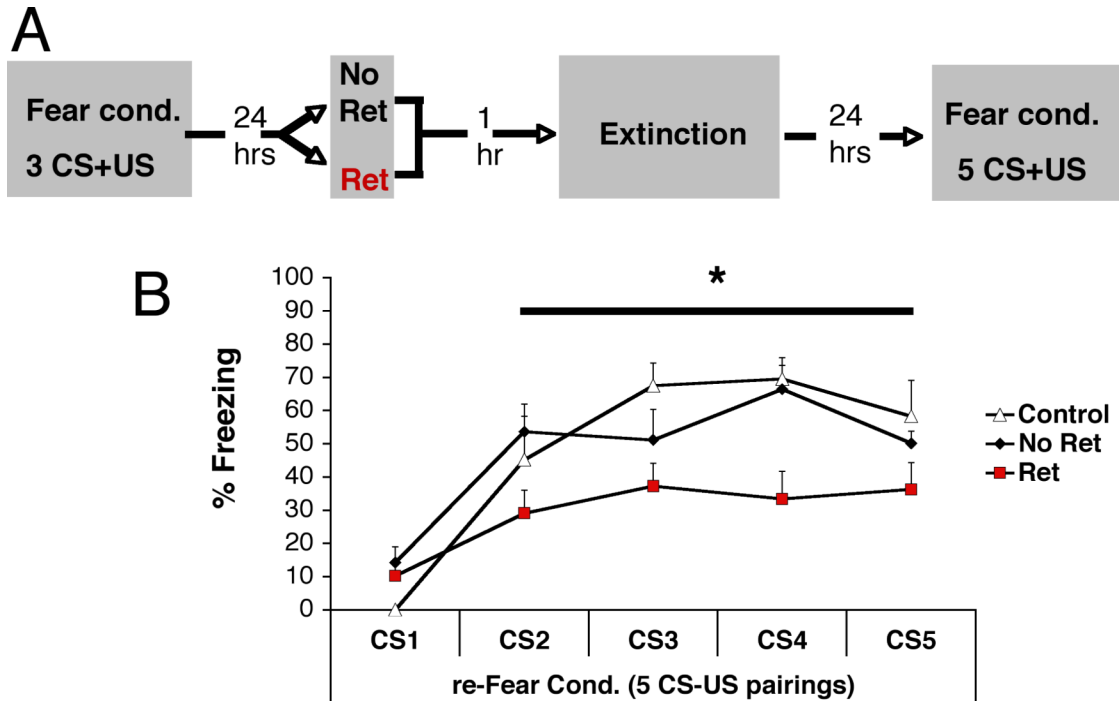 A
Fear cond.
3 CS+US
24
hrs
No
Ret
Ret
1
hr
Extinction
24
hrs
Fear cond.
5 CS+US
B
*
% Freezing
100
90
80
70
60
50
40
30
20
10
0
Control
No Ret
Ret
CS1 CS2 CS3 CS4 CS5
re-Fear Cond. (5 CS-US pairings)